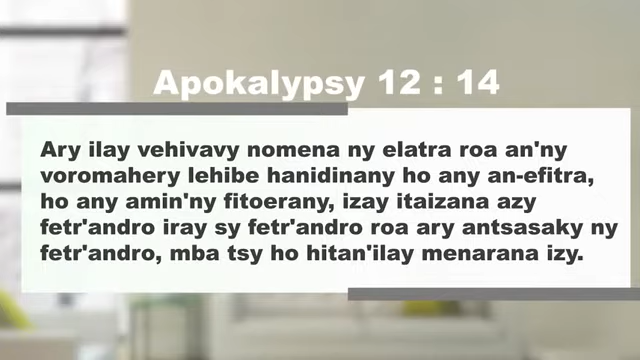 Apokalypsy 12 : 14
Ary ilay vehivavy nomena ny elatra roa an'ny
voromahery lehibe hanidinany ho any an-efitra,
ho any amin'ny fitoerany, izay itaizana azy
fetr'andro iray sy fetr'andro roa ary antsasaky ny
fetr'andro, mba tsy ho hitan'ilay menarana izy.